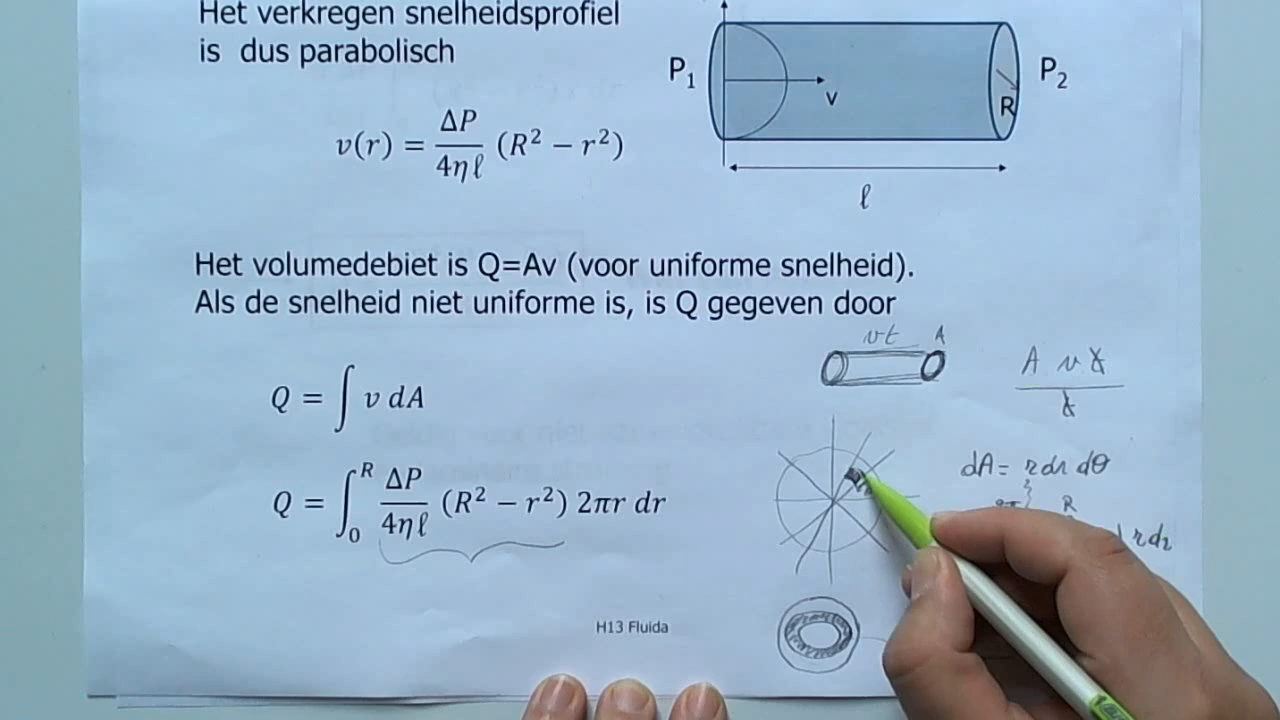 Het verkregen snelheidsprofiel
is dus parabolisch
P₁
P₂
v
R
ℓ
v(r) = ΔP / 4ηℓ (R² − r²)
Het volumedebiet is Q=Av (voor uniforme snelheid).
Als de snelheid niet uniforme is, is Q gegeven door
vt A
A v t / t
Q = ∫ v dA
dA = r dr dθ
Q = ∫₀ᴿ ΔP / 4ηℓ (R² − r²) 2πr dr
R
r dr
H13 Fluida